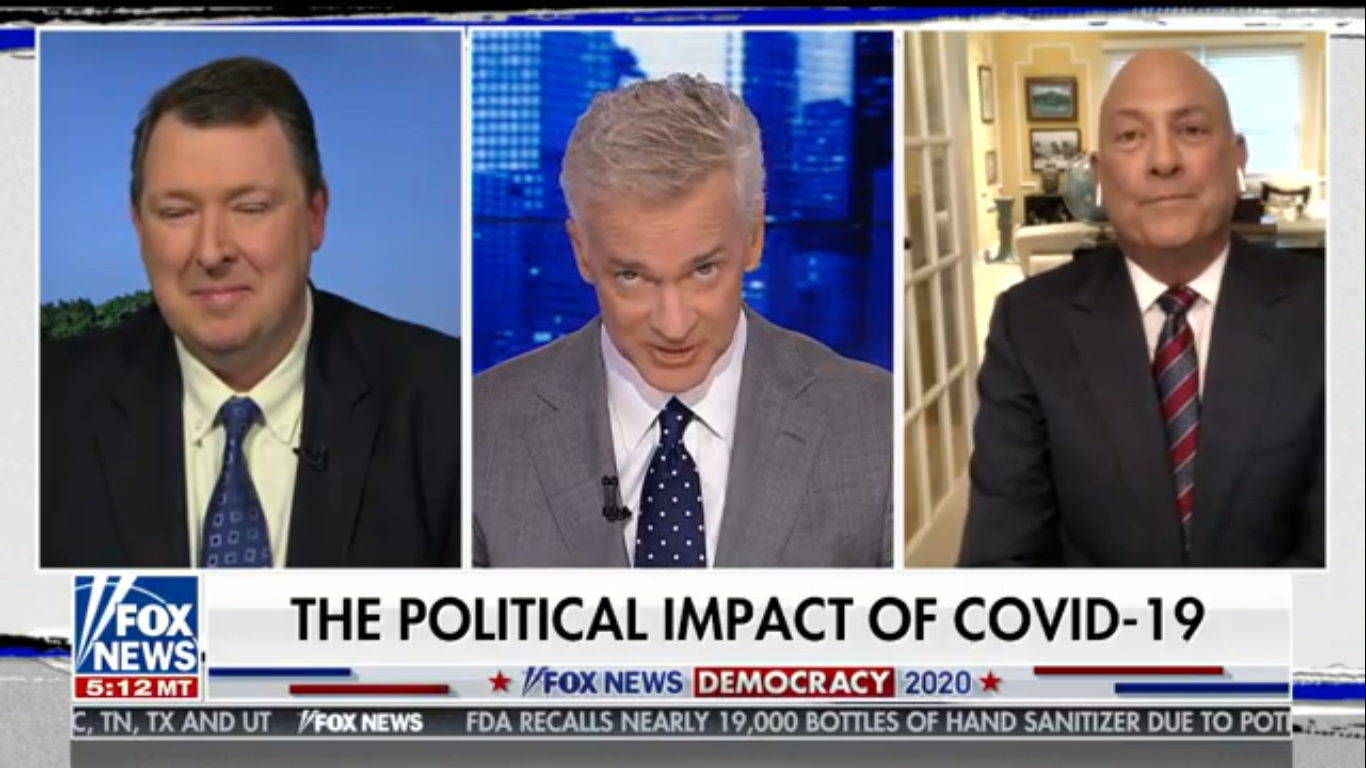 THE POLITICAL IMPACT OF COVID-19
FOX
NEWS
5:12 MT
FOX NEWS DEMOCRACY 2020
C, TN, TX AND UT FOX NEWS FDA RECALLS NEARLY 19,000 BOTTLES OF HAND SANITIZER DUE TO